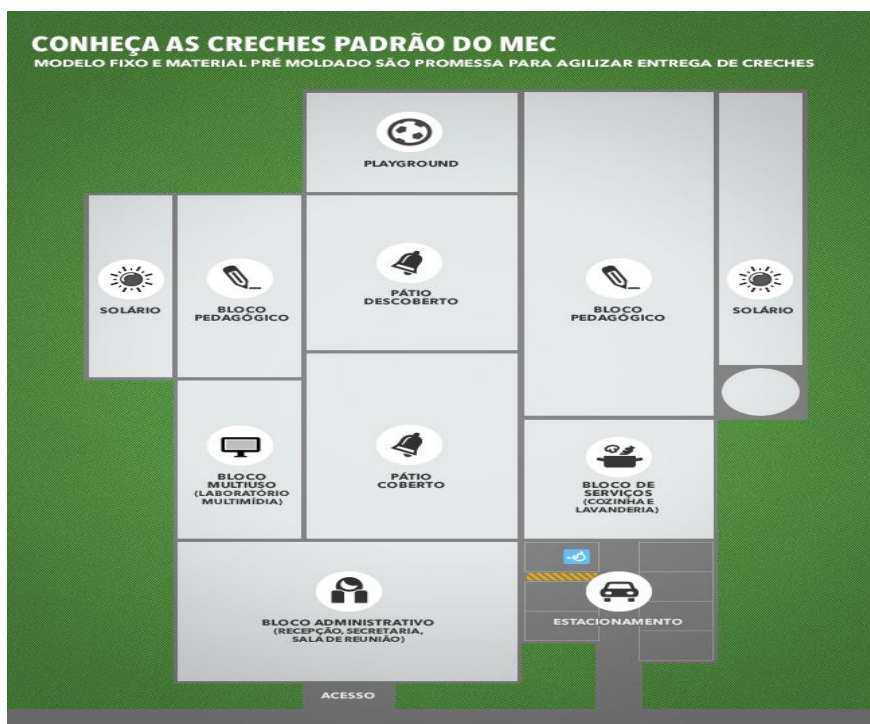 CONHEÇA AS CRECHES PADRÃO DO MEC
MODELO FIXO E MATERIAL PRÉ MOLDADO SÃO PROMESSA PARA AGILIZAR ENTREGA DE CRECHES
PLAYGROUND
SOLÁRIO
BLOCO
PEDAGÓGICO
PÁTIO
DESCOBERTO
BLOCO
PEDAGÓGICO
SOLÁRIO
BLOCO
MULTIUSO
(LABORATÓRIO
MULTIMÍDIA)
PÁTIO
COBERTO
BLOCO DE
SERVIÇOS
(COZINHA E
LAVANDERIA)
BLOCO ADMINISTRATIVO
(RECEPÇÃO, SECRETARIA,
SALA DE REUNIÃO)
ESTACIONAMENTO
ACESSO